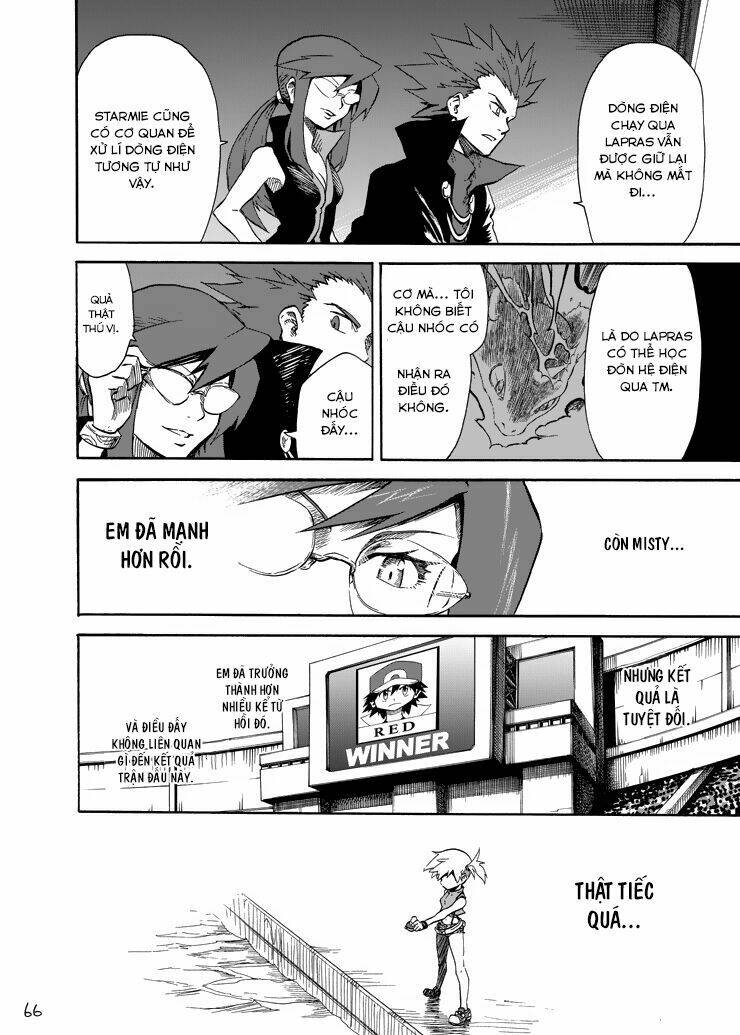 DÒNG ĐIỆN
CHẠY QUA
LAPRAS VẪN
ĐƯỢC GIỮ LẠI
MÀ KHÔNG MẤT
ĐI...
STARMIE CŨNG
CÓ CƠ QUAN ĐỂ
XỬ LÍ DÒNG ĐIỆN
TƯƠNG TỰ NHƯ
VẬY.
LÀ DO LAPRAS
CÓ THỂ HỌC
ĐÒN HỆ ĐIỆN
QUA TM.
CƠ MÀ... TÔI
KHÔNG BIẾT
CẬU NHÓC CÓ
NHẬN RA
ĐIỀU ĐÓ
KHÔNG.
CẬU
NHÓC
ĐẤY...
QUẢ
THẬT
THÚ VỊ.
CÒN MISTY...
EM ĐÃ MẠNH
HƠN RỒI.
NHƯNG KẾT
QUẢ LÀ
TUYỆT ĐỐI.
RED
WINNER
EM ĐÃ TRƯỞNG
THÀNH HƠN
NHIỀU KỂ TỪ
HỒI ĐÓ.
VÀ ĐIỀU ĐẤY
KHÔNG LIÊN QUAN
GÌ ĐẾN KẾT QUẢ
TRẬN ĐẤU NÀY.
THẬT TIẾC
QUÁ...
66